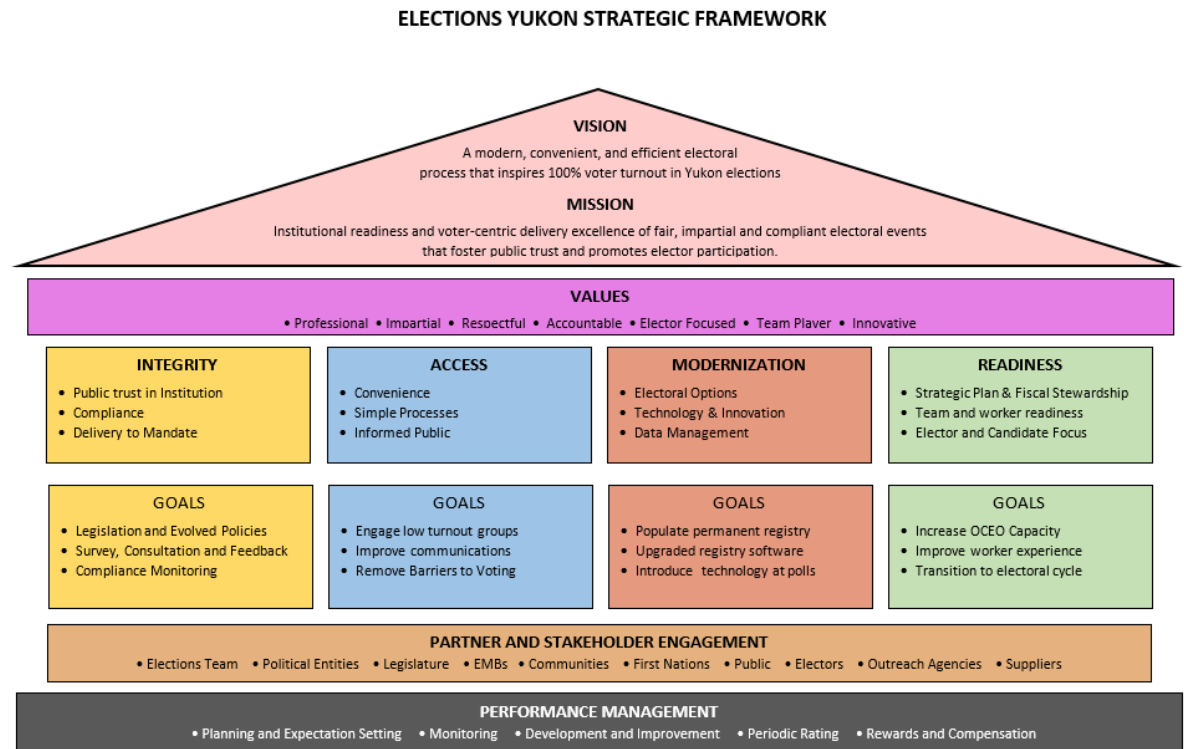 ELECTIONS YUKON STRATEGIC FRAMEWORK
VISION
A modern, convenient, and efficient electoral
process that inspires 100% voter turnout in Yukon elections
MISSION
Institutional readiness and voter-centric delivery excellence of fair, impartial and compliant electoral events
that foster public trust and promotes elector participation.
VALUES
• Professional • Impartial • Respectful • Accountable • Elector Focused • Team Player • Innovative
INTEGRITY
• Public trust in Institution
• Compliance
• Delivery to Mandate
ACCESS
• Convenience
• Simple Processes
• Informed Public
MODERNIZATION
• Electoral Options
• Technology & Innovation
• Data Management
READINESS
• Strategic Plan & Fiscal Stewardship
• Team and worker readiness
• Elector and Candidate Focus
GOALS
• Legislation and Evolved Policies
• Survey, Consultation and Feedback
• Compliance Monitoring
GOALS
• Engage low turnout groups
• Improve communications
• Remove Barriers to Voting
GOALS
• Populate permanent registry
• Upgraded registry software
• Introduce technology at polls
GOALS
• Increase OCEO Capacity
• Improve worker experience
• Transition to electoral cycle
PARTNER AND STAKEHOLDER ENGAGEMENT
• Elections Team • Political Entities • Legislature • EMBs • Communities • First Nations • Public • Electors • Outreach Agencies • Suppliers
PERFORMANCE MANAGEMENT
• Planning and Expectation Setting • Monitoring • Development and Improvement • Periodic Rating • Rewards and Compensation